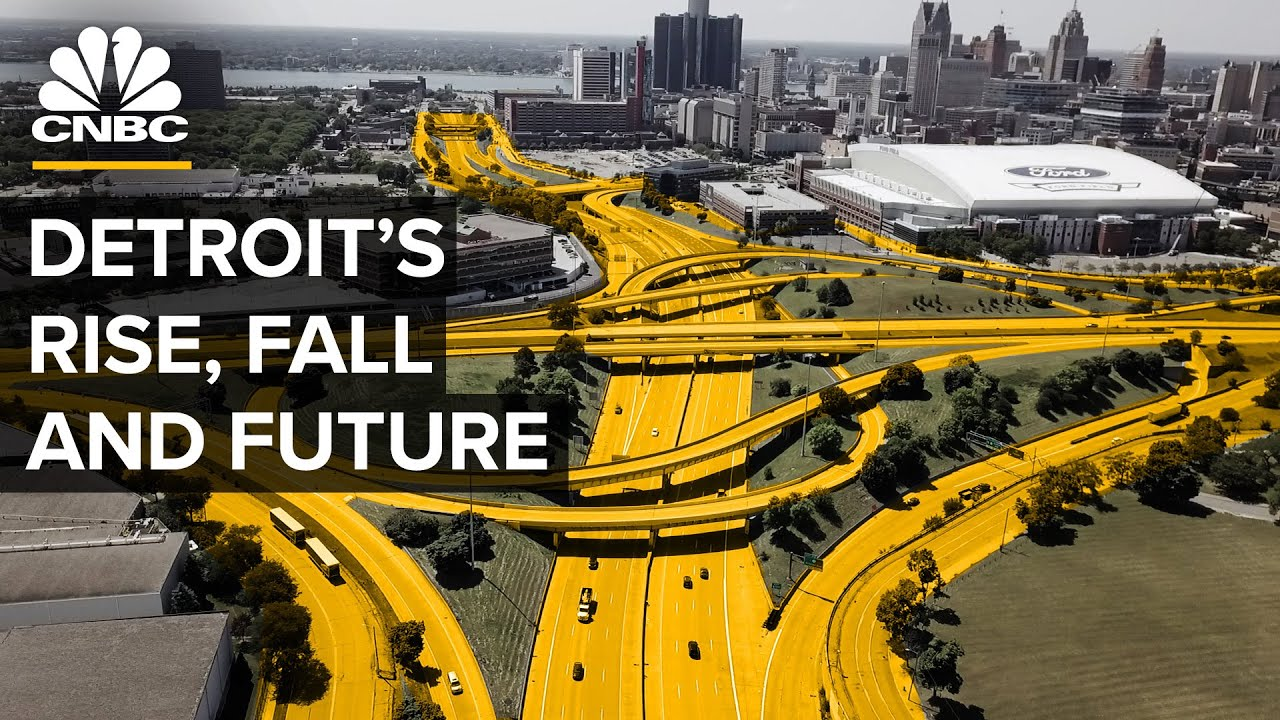 CNBC
DETROIT'S
RISE, FALL
AND FUTURE
Ford